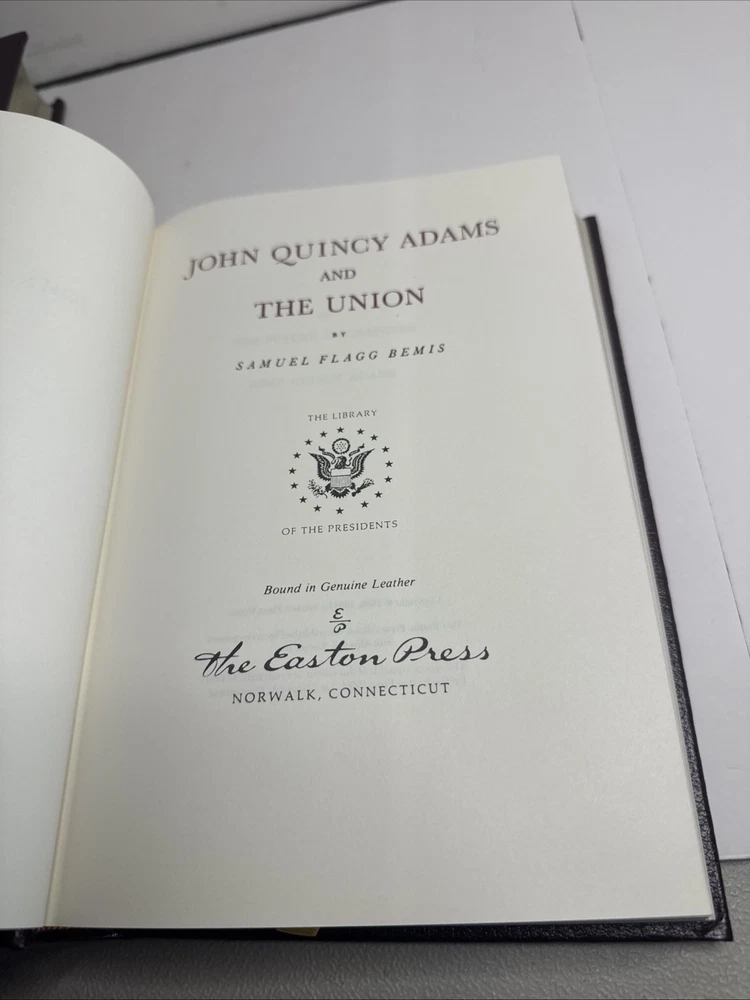 JOHN QUINCY ADAMS
AND
THE UNION
BY
SAMUEL FLAGG BEMIS
THE LIBRARY
OF THE PRESIDENTS
Bound in Genuine Leather
E
P
The Easton Press
NORWALK, CONNECTICUT